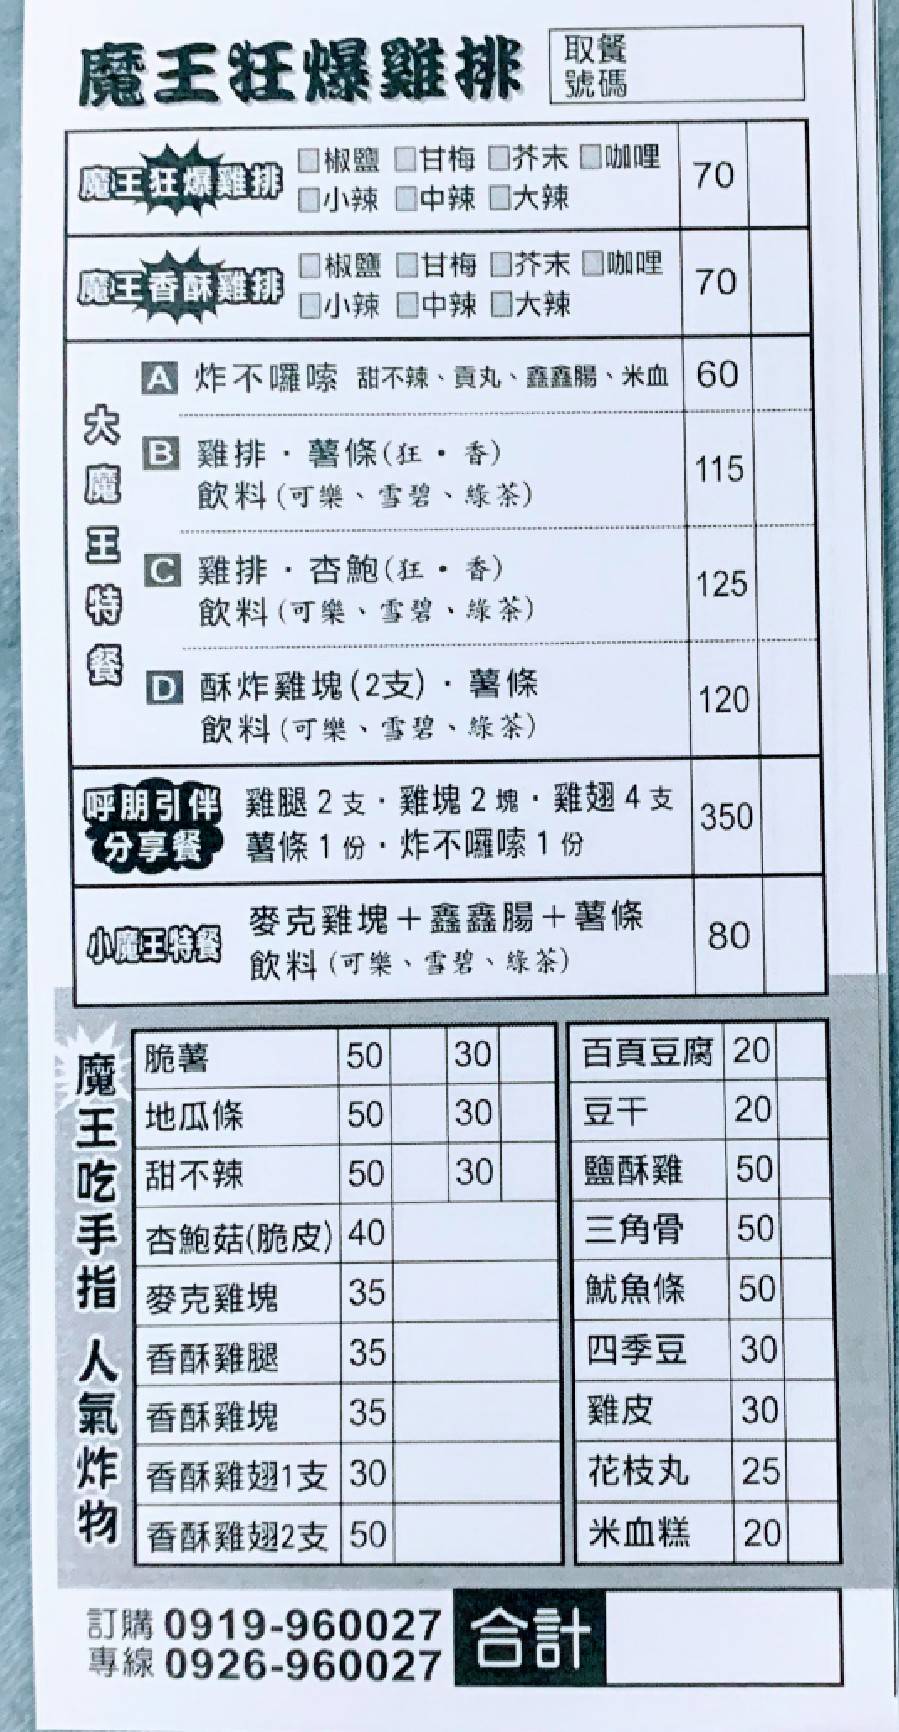 魔王狂爆雞排
取餐
號碼
魔王狂爆雞排 □椒鹽 □甘梅 □芥末 □咖哩 70
□小辣 □中辣 □大辣
魔王香酥雞排 □椒鹽 □甘梅 □芥末 □咖哩 70
□小辣 □中辣 □大辣
大魔王特餐
A 炸不囉嗦 甜不辣、貢丸、鑫鑫腸、米血 60
B 雞排・薯條(狂・香) 115
飲料(可樂、雪碧、綠茶)
C 雞排・杏鮑(狂・香) 125
飲料(可樂、雪碧、綠茶)
D 酥炸雞塊(2支)・薯條 120
飲料(可樂、雪碧、綠茶)
呼朋引伴
分享餐
雞腿2支・雞塊2塊・雞翅4支 350
薯條1份・炸不囉嗦1份
小魔王特餐
麥克雞塊+鑫鑫腸+薯條 80
飲料(可樂、雪碧、綠茶)
魔王吃手指 人氣炸物
脆薯 50 30
地瓜條 50 30
甜不辣 50 30
杏鮑菇(脆皮) 40
麥克雞塊 35
香酥雞腿 35
香酥雞塊 35
香酥雞翅1支 30
香酥雞翅2支 50
百頁豆腐 20
豆干 20
鹽酥雞 50
三角骨 50
魷魚條 50
四季豆 30
雞皮 30
花枝丸 25
米血糕 20
訂購 0919-960027
專線 0926-960027
合計